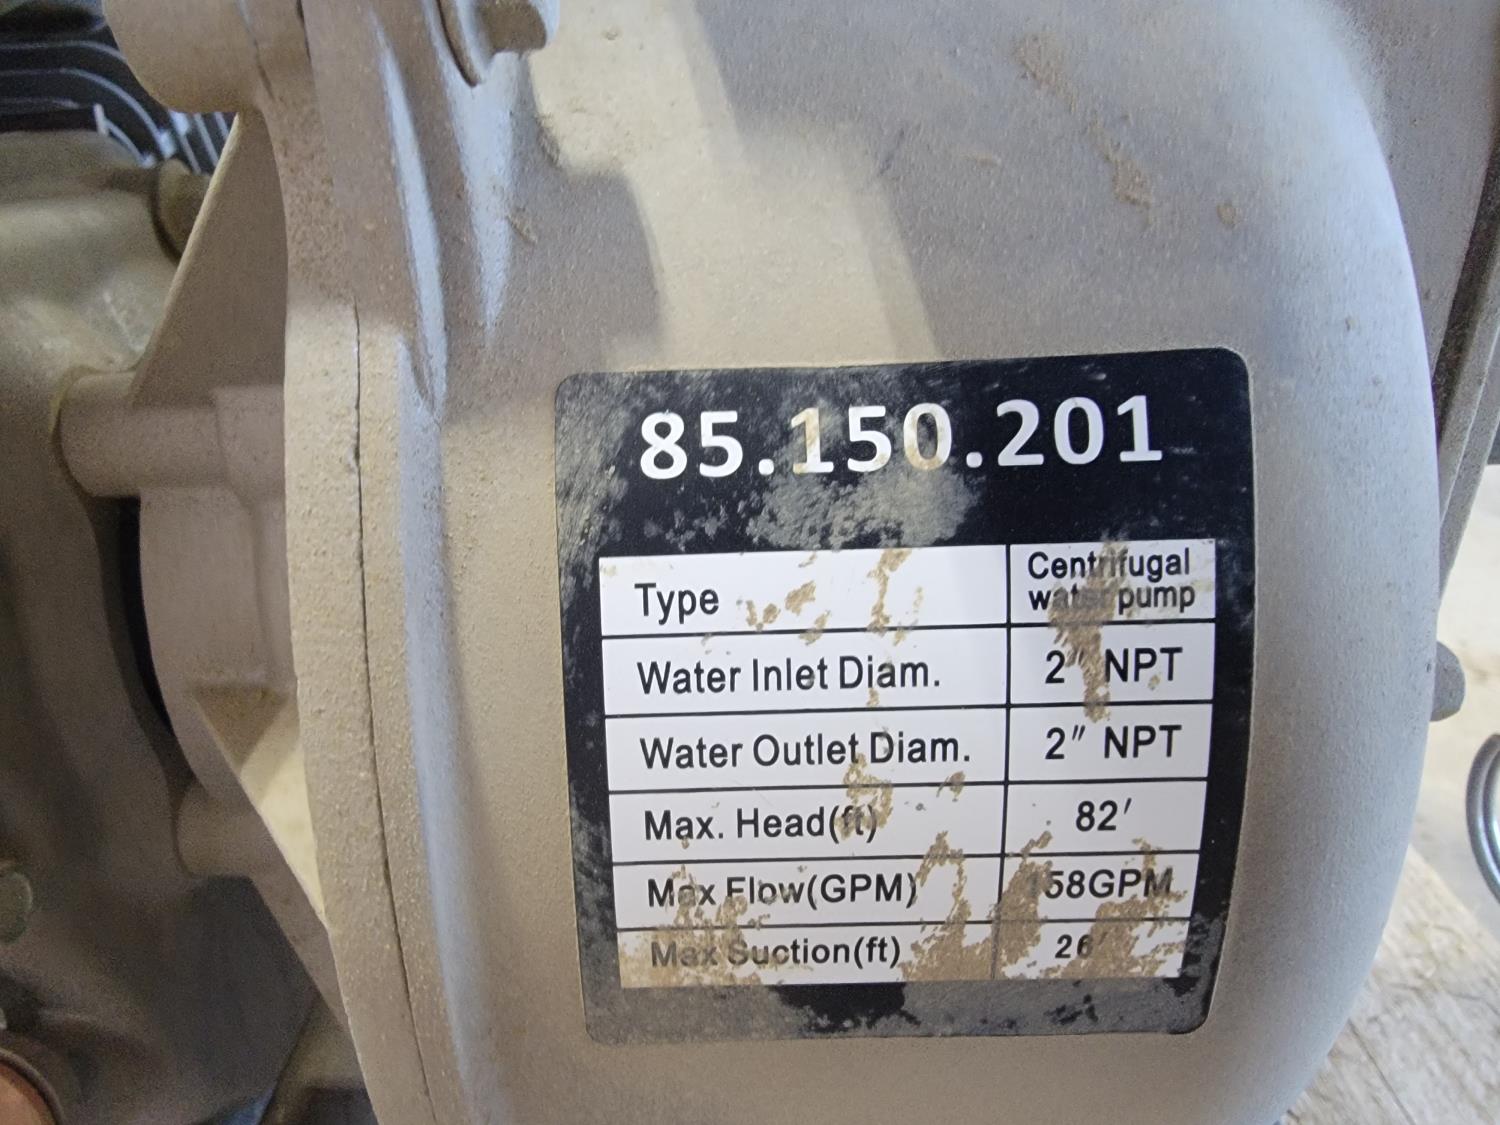 85.150.201
Type
Centrifugal
water pump
Water Inlet Diam.
2" NPT
Water Outlet Diam.
2" NPT
Max. Head(ft)
82'
Max Flow(GPM)
158GPM
Max Suction(ft)
26'